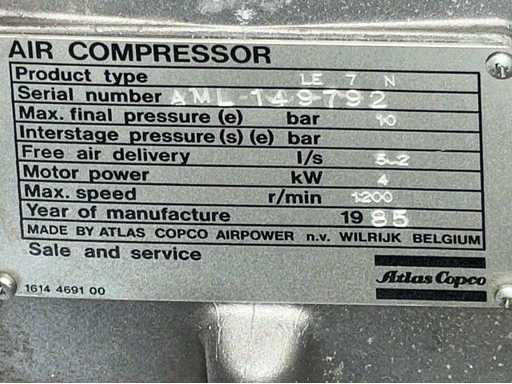 AIR COMPRESSOR
Product type LE 7 N
Serial number AML-149792
Max. final pressure (e) bar 10
Interstage pressure (s) (e) bar
Free air delivery l/s
Motor power kW 4
Max. speed r/min 1200
Year of manufacture 1985
MADE BY ATLAS COPCO AIRPOWER n.v. WILRIJK BELGIUM
Sale and service
Atlas Copco
1614 4691 00